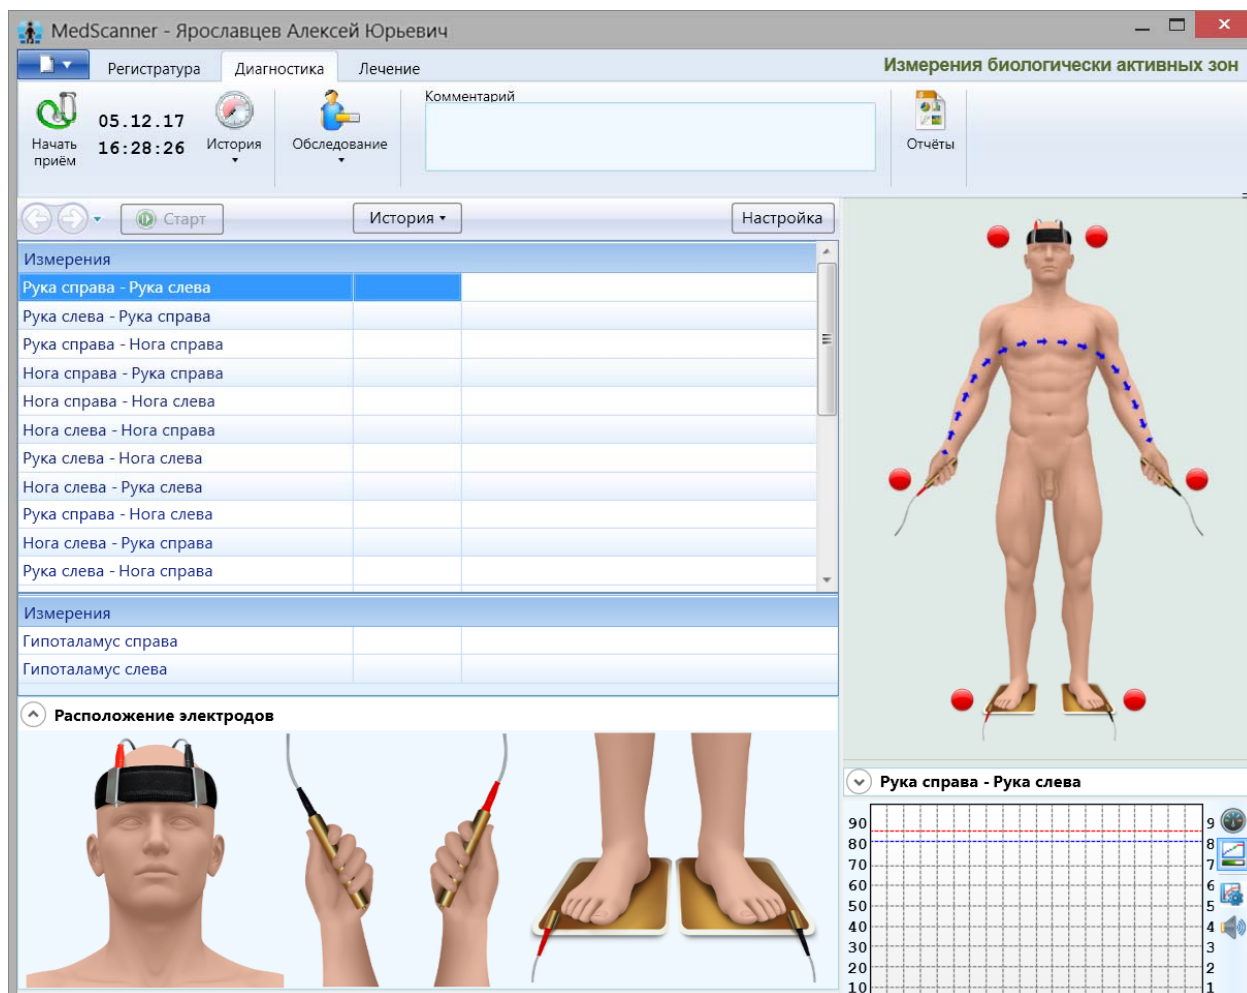 MedScanner - Ярославцев Алексей Юрьевич
Регистратура Диагностика Лечение Измерения биологически активных зон
Начать приём
05.12.17
16:28:26
История
Обследование
Комментарий
Отчёты
Старт История Настройка
Измерения
Рука справа - Рука слева
Рука слева - Рука справа
Рука справа - Нога справа
Нога справа - Рука справа
Нога справа - Нога слева
Нога слева - Нога справа
Рука слева - Нога слева
Нога слева - Рука слева
Рука справа - Нога слева
Нога слева - Рука справа
Рука слева - Нога справа
Измерения
Гипоталамус справа
Гипоталамус слева
Расположение электродов
Рука справа - Рука слева
90 9
80 8
70 7
60 6
50 5
40 4
30 3
20 2
10 1